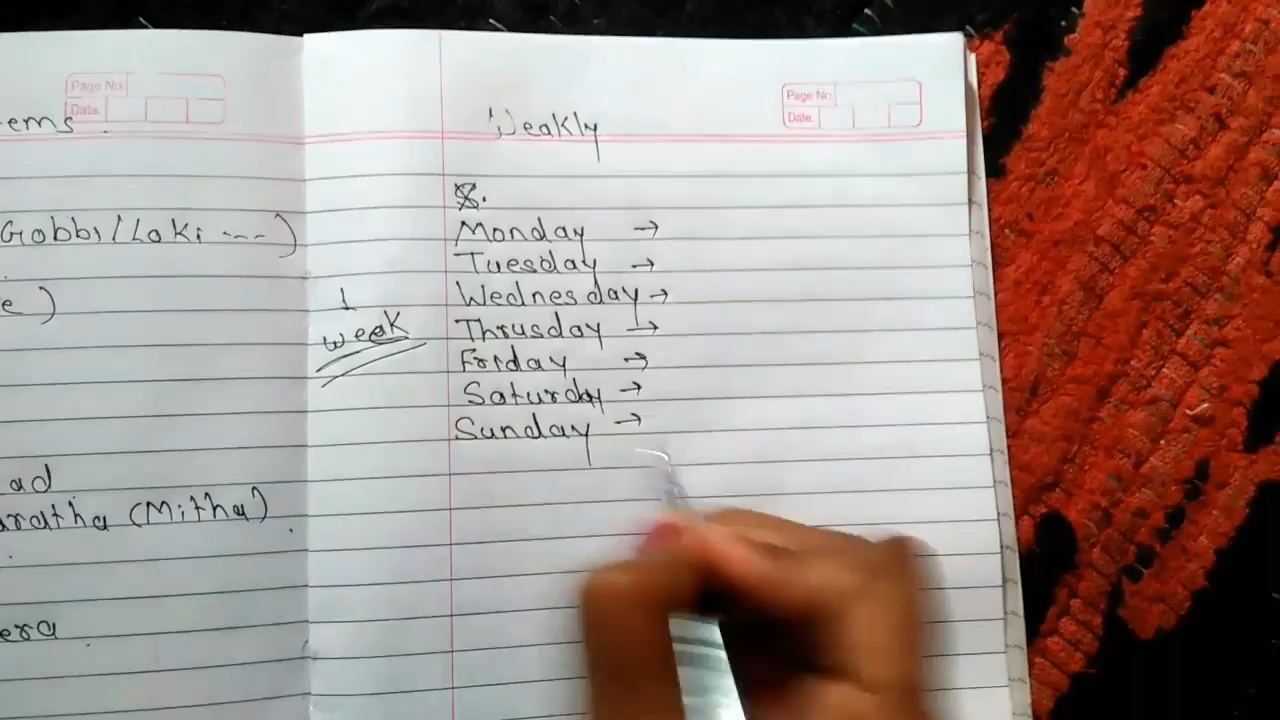 Page No:
Date.
ems.
Gobbi/Loki ---)
e)
ad
aratha (Mitha).
era
Page No:
Date.
Weakly
Monday →
Tuesday →
Wednesday →
1
week
Thrusday →
Friday →
Saturday →
Sunday →